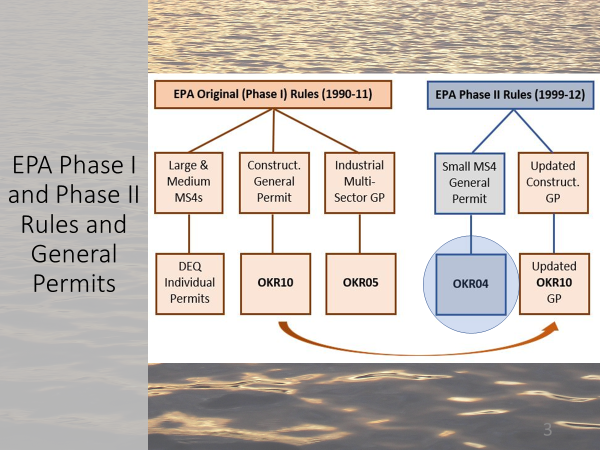 EPA Phase I
and Phase II
Rules and
General
Permits
EPA Original (Phase I) Rules (1990-11)
Large &
Medium
MS4s
Construct.
General
Permit
Industrial
Multi-
Sector GP
DEQ
Individual
Permits
OKR10
OKR05
EPA Phase II Rules (1999-12)
Small MS4
General
Permit
Updated
Construct.
GP
OKR04
Updated
OKR10
GP
3